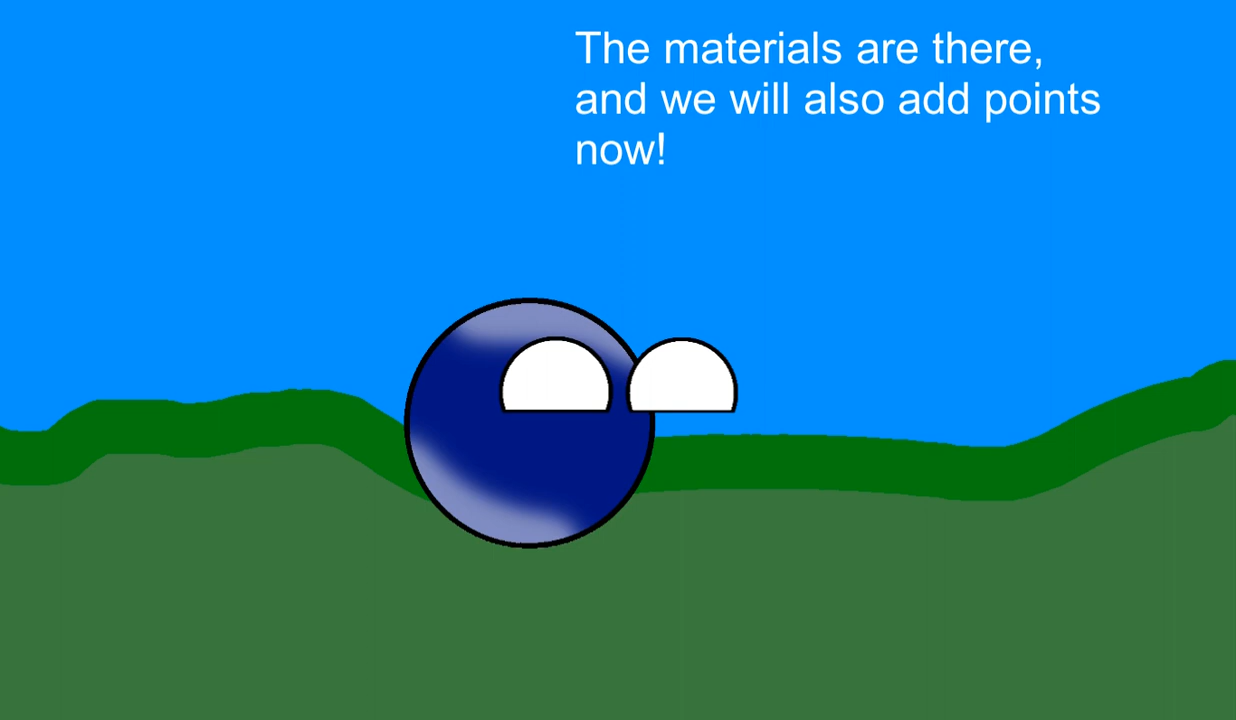 The materials are there,
and we will also add points
now!